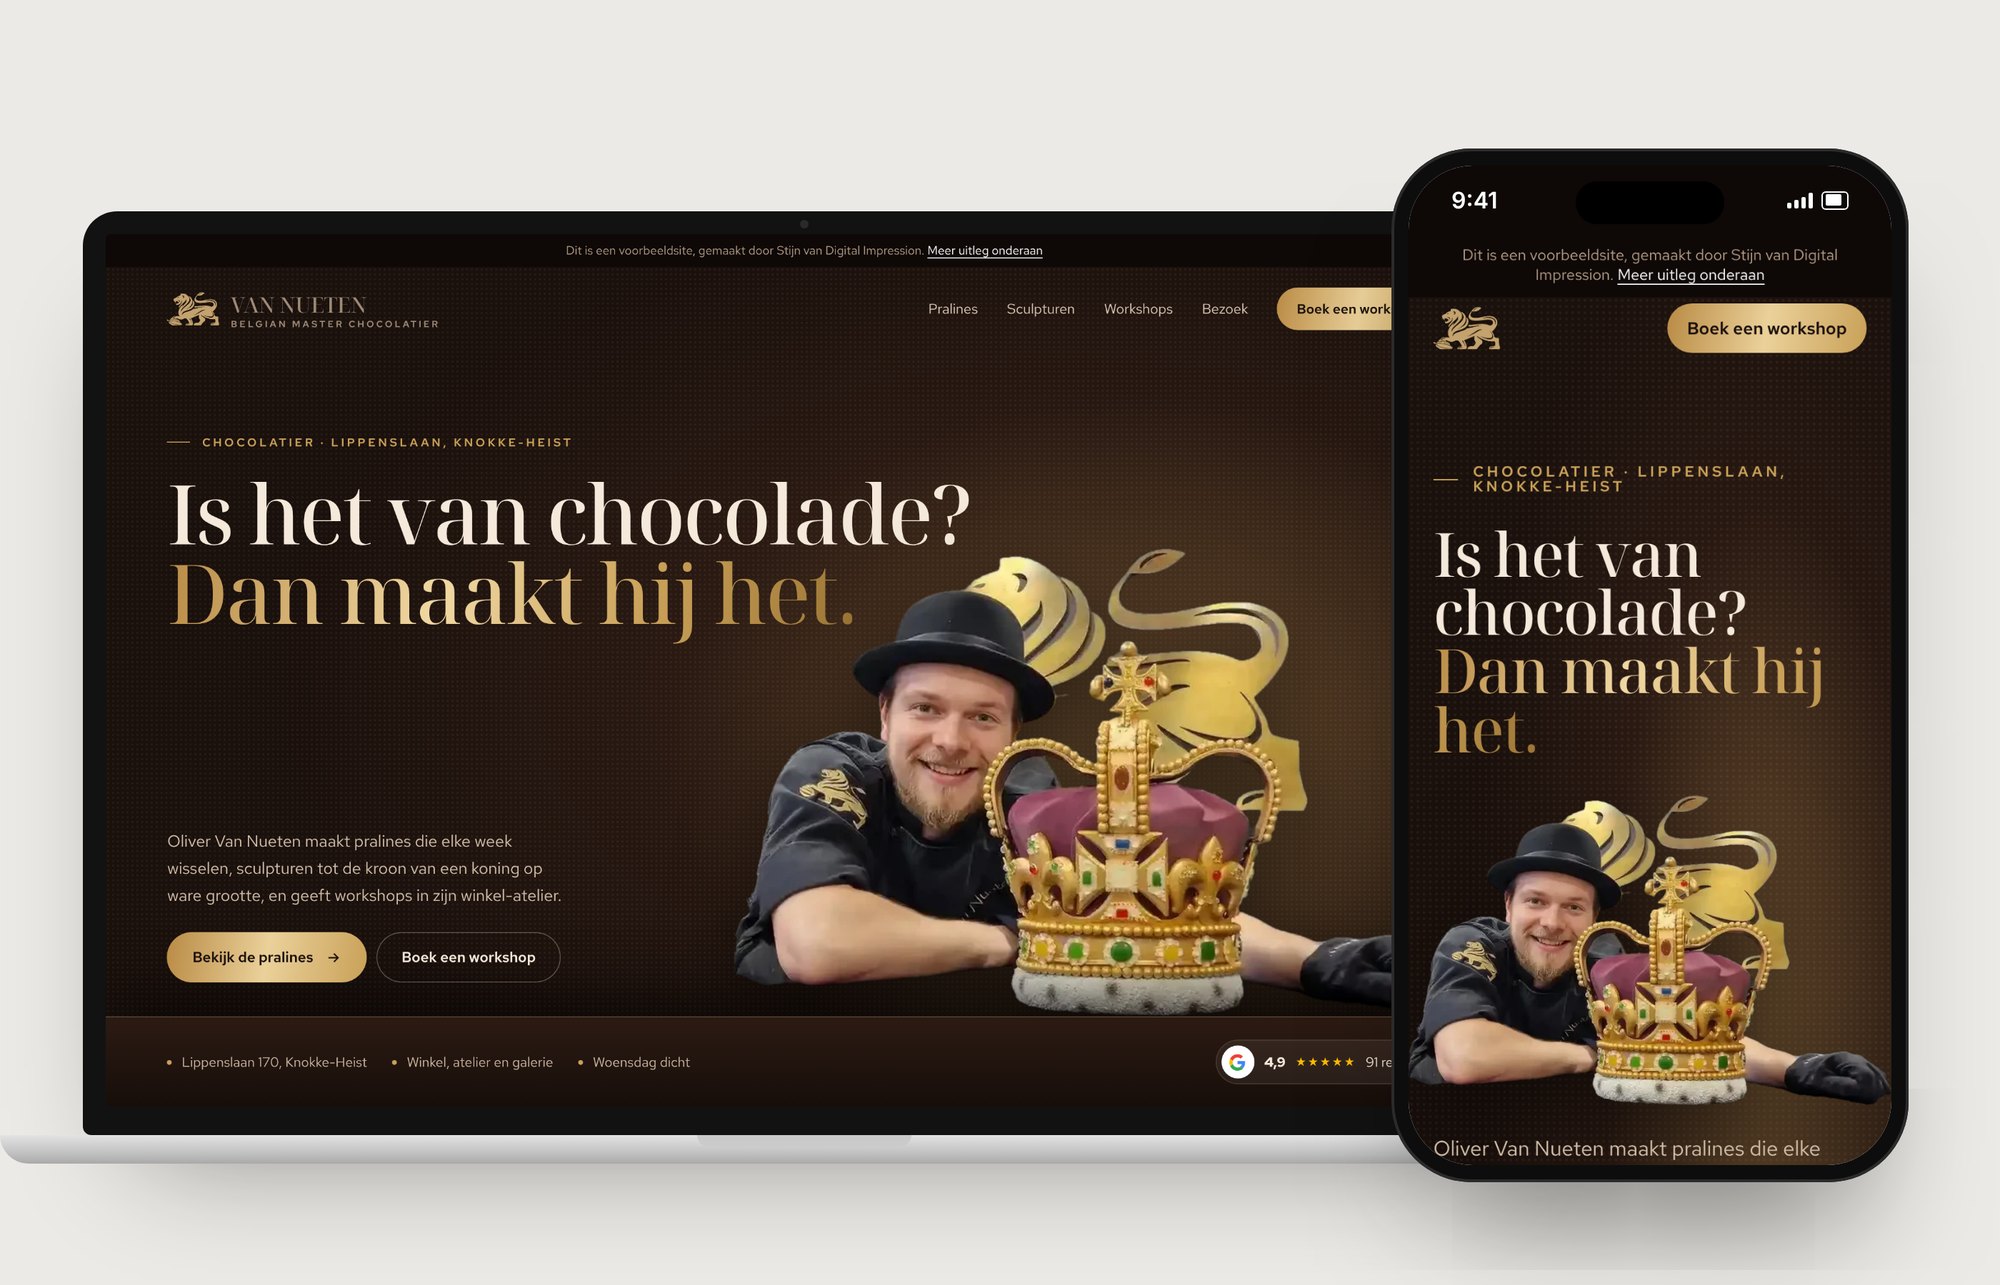 Dit is een voorbeeldsite, gemaakt door Stijn van Digital Impression. Meer uitleg onderaan
VAN NUETEN
BELGIAN MASTER CHOCOLATIER
Pralines
Sculpturen
Workshops
Bezoek
Boek een work
CHOCOLATIER · LIPPENSLAAN, KNOKKE-HEIST
Is het van chocolade?
Dan maakt hij het.
Oliver Van Nueten maakt pralines die elke week
wisselen, sculpturen tot de kroon van een koning op
ware grootte, en geeft workshops in zijn winkel-atelier.
Bekijk de pralines →
Boek een workshop
Lippenslaan 170, Knokke-Heist
Winkel, atelier en galerie
Woensdag dicht
G 4,9 ★★★★★ 91 re
9:41
Dit is een voorbeeldsite, gemaakt door Stijn van Digital
Impression. Meer uitleg onderaan
Boek een workshop
CHOCOLATIER · LIPPENSLAAN,
KNOKKE-HEIST
Is het van
chocolade?
Dan maakt hij
het.
Oliver Van Nueten maakt pralines die elke